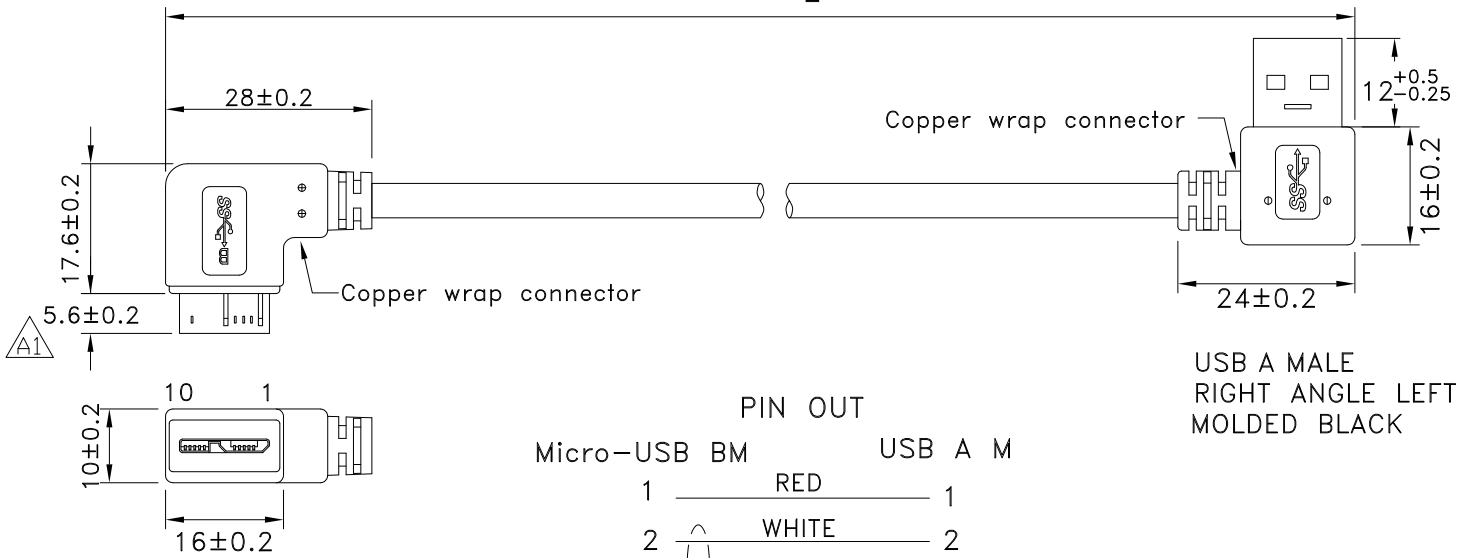 28±0.2
12 +0.5 -0.25
Copper wrap connector
17.6±0.2
SS
B
SS
16±0.2
Copper wrap connector
5.6±0.2
24±0.2
A1
USB A MALE
RIGHT ANGLE LEFT
MOLDED BLACK
10 1
10±0.2
16±0.2
PIN OUT
Micro-USB BM USB A M
1 RED 1
2 WHITE 2